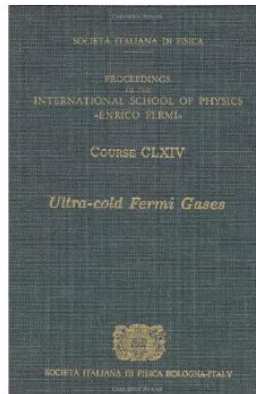 SOCIETÀ ITALIANA DI FISICA
PROCEEDINGS
OF THE
INTERNATIONAL SCHOOL OF PHYSICS
«ENRICO FERMI»
COURSE CLXIV
Ultra-cold Fermi Gases
SOCIETÀ ITALIANA DI FISICA BOLOGNA-ITALY